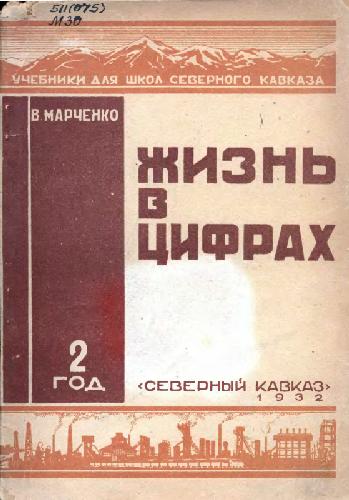 511(075)
М30
УЧЕБНИКИ ДЛЯ ШКОЛ СЕВЕРНОГО КАВКАЗА
В МАРЧЕНКО
ЖИЗНЬ
В
ЦИФРАХ
2
ГОД
«СЕВЕРНЫЙ КАВКАЗ»
1932